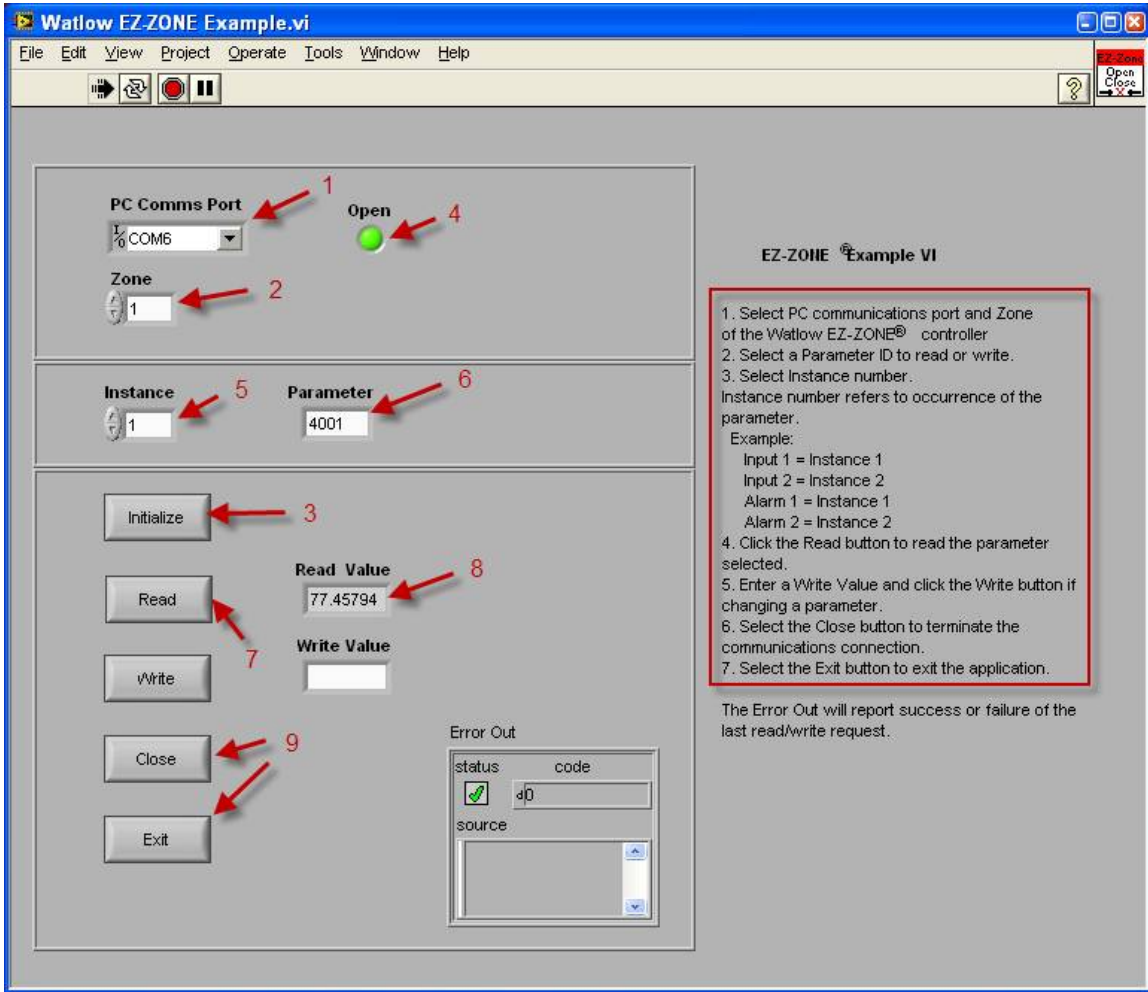 Watlow EZ-ZONE Example.vi
File Edit View Project Operate Tools Window Help
EZ-Zone
Open
Close
X
PC Comms Port
1
Open
4
I/O COM6
Zone
2
1
Instance
5
Parameter
6
1
4001
Initialize
3
Read
7
Read Value
8
77.45794
Write
Write Value
Close
9
Exit
Error Out
status code
d0
source
EZ-ZONE ® Example VI
1. Select PC communications port and Zone
of the Watlow EZ-ZONE® controller
2. Select a Parameter ID to read or write.
3. Select Instance number.
Instance number refers to occurrence of the
parameter.
Example:
Input 1 = Instance 1
Input 2 = Instance 2
Alarm 1 = Instance 1
Alarm 2 = Instance 2
4. Click the Read button to read the parameter
selected.
5. Enter a Write Value and click the Write button if
changing a parameter.
6. Select the Close button to terminate the
communications connection.
7. Select the Exit button to exit the application.
The Error Out will report success or failure of the
last read/write request.